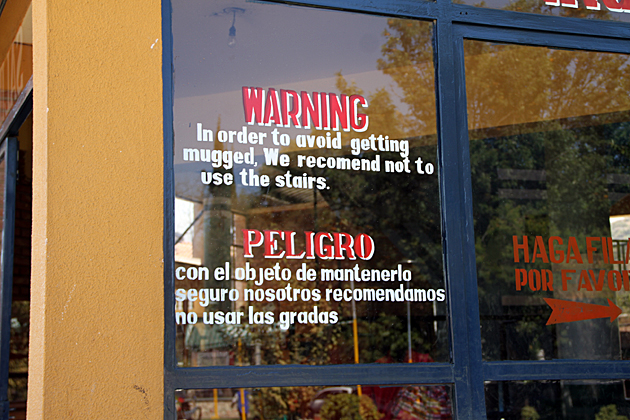 WARNING
In order to avoid getting
mugged, We recomend not to
use the stairs.
PELIGRO
con el objeto de mantenerlo
seguro nosotros recomendamos
no usar las gradas
HAGA FILA
POR FAVOR